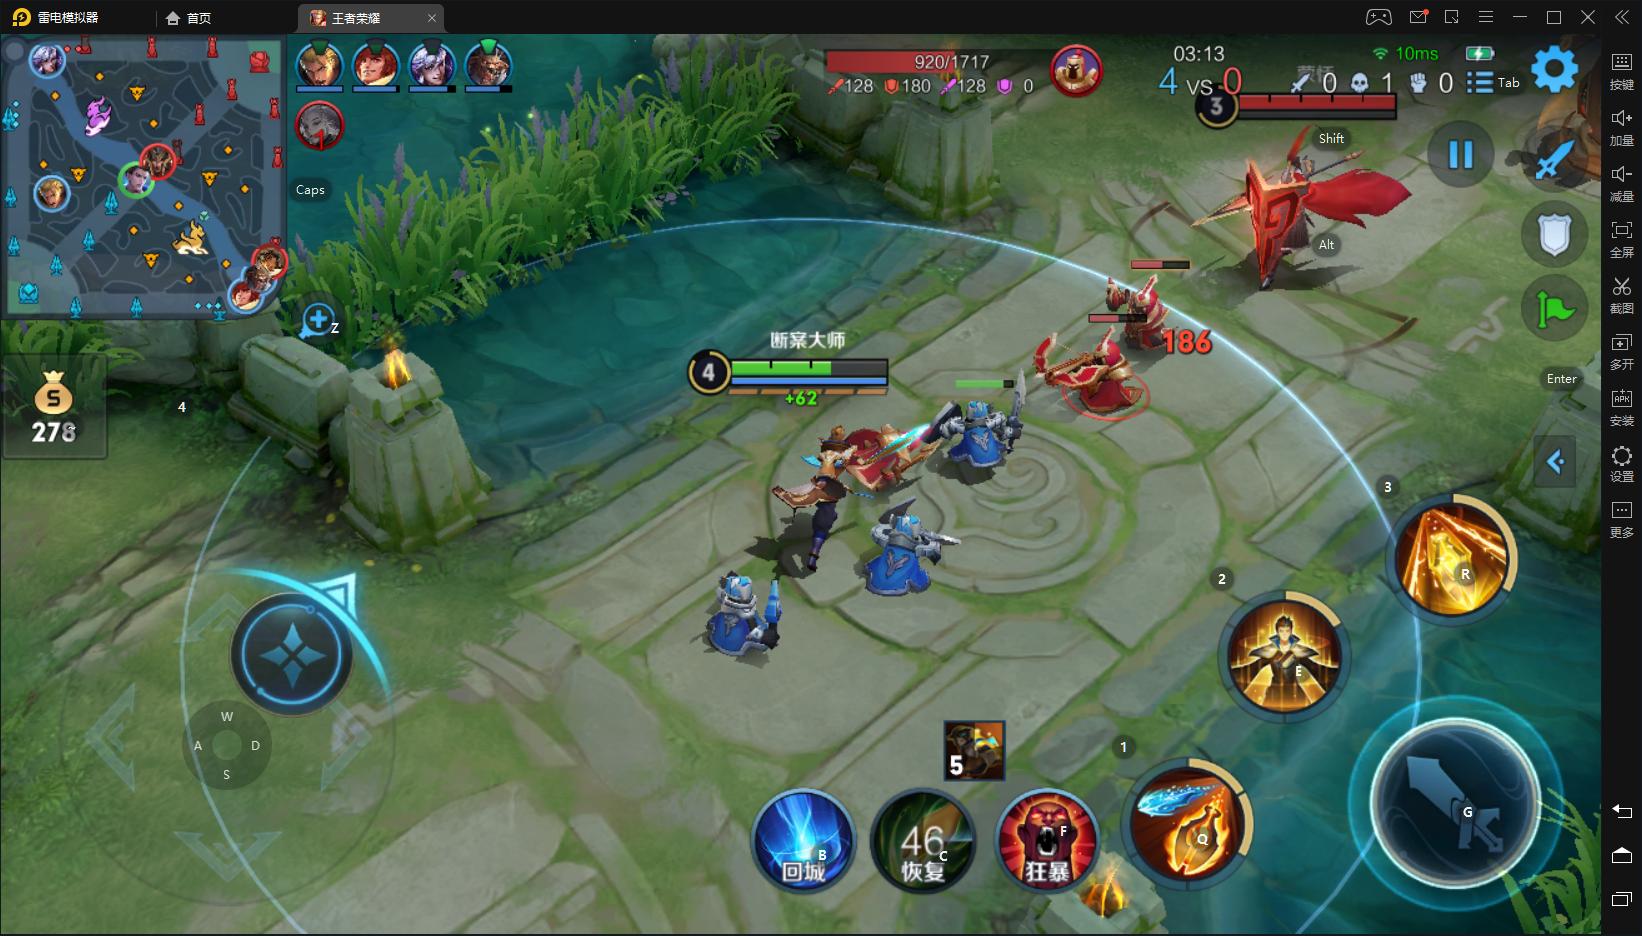 雷电模拟器
首页
王者荣耀
920/1717
128 180 128 0
03:13
10ms
4 VS 0
0 1 0
Tab
3
Shift
Alt
1
Caps
Z
278
4
断案大师
4
+62
186
Enter
3
R
2
E
1
Q
G
W
A D
S
5
B
回城
46
C
恢复
F
狂暴
按键
加量
减量
全屏
截图
多开
APK
安装
设置
更多